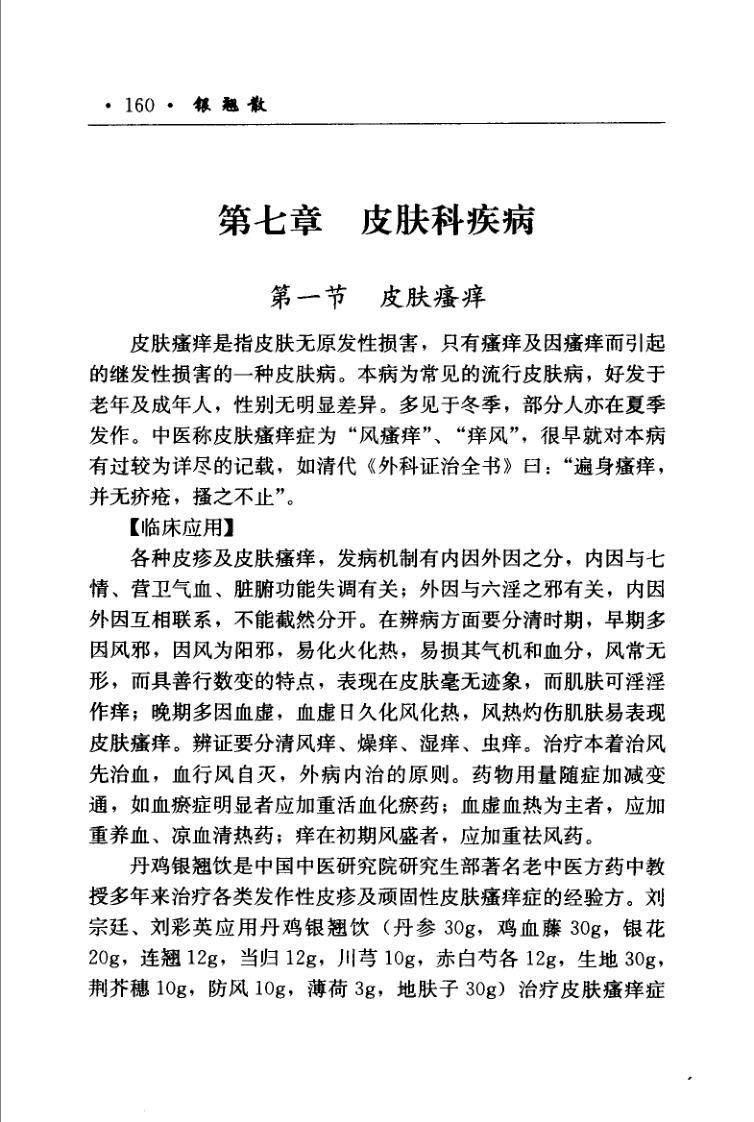 ·160· 银翘散
第七章 皮肤科疾病
第一节 皮肤瘙痒
皮肤瘙痒是指皮肤无原发性损害，只有瘙痒及因瘙痒而引起
的继发性损害的一种皮肤病。本病为常见的流行皮肤病，好发于
老年及成年人，性别无明显差异。多见于冬季，部分人亦在夏季
发作。中医称皮肤瘙痒症为“风瘙痒”、“痒风”，很早就对本病
有过较为详尽的记载，如清代《外科证治全书》曰：“遍身瘙痒，
并无疥疮，搔之不止”。
【临床应用】
各种皮疹及皮肤瘙痒，发病机制有内因外因之分，内因与七
情、营卫气血、脏腑功能失调有关；外因与六淫之邪有关，内因
外因互相联系，不能截然分开。在辨病方面要分清时期，早期多
因风邪，因风为阳邪，易化火化热，易损其气机和血分，风常无
形，而具善行数变的特点，表现在皮肤毫无迹象，而肌肤可淫淫
作痒；晚期多因血虚，血虚日久化风化热，风热灼伤肌肤易表现
皮肤瘙痒。辨证要分清风痒、燥痒、湿痒、虫痒。治疗本着治风
先治血，血行风自灭，外病内治的原则。药物用量随症加减变
通，如血瘀症明显者应加重活血化瘀药；血虚血热为主者，应加
重养血、凉血清热药；痒在初期风盛者，应加重祛风药。
丹鸡银翘饮是中国中医研究院研究生部著名老中医方药中教
授多年来治疗各类发作性皮疹及顽固性皮肤瘙痒症的经验方。刘
宗廷、刘彩英应用丹鸡银翘饮（丹参 30g，鸡血藤 30g，银花
20g，连翘 12g，当归 12g，川芎 10g，赤白芍各 12g，生地 30g，
荆芥穗 10g，防风 10g，薄荷 3g，地肤子 30g）治疗皮肤瘙痒症